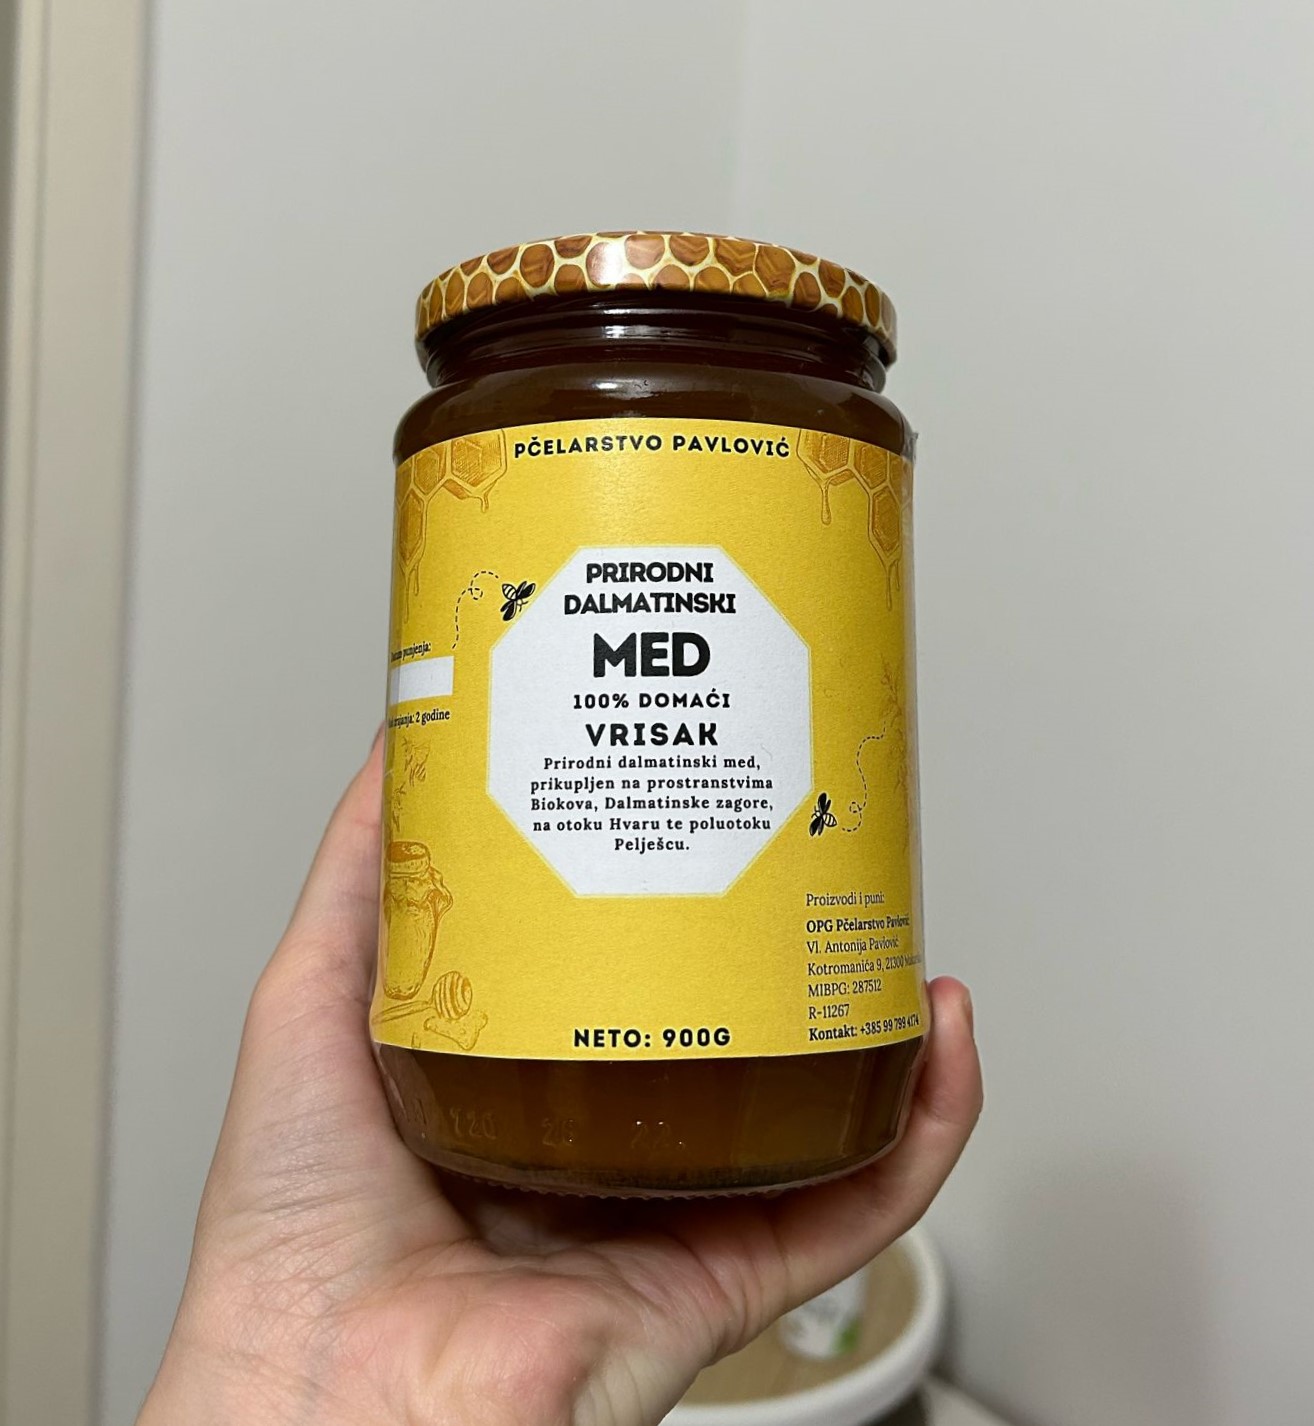 PČELARSTVO PAVLOVIĆ
PRIRODNI
DALMATINSKI
MED
100% DOMAĆI
VRISAK
Prirodni dalmatinski med,
prikupljen na prostranstvima
Biokova, Dalmatinske zagore,
na otoku Hvaru te poluotoku
Pelješcu.
NETO: 900G
punjenja:
trajanja: 2 godine
Proizvodi i puni:
OPG Pčelarstvo Pavlović
Vl. Antonija Pavlović
Kotromanića 9, 21300
MIBPG: 287512
R-11267
Kontakt: +385 99 799 4174